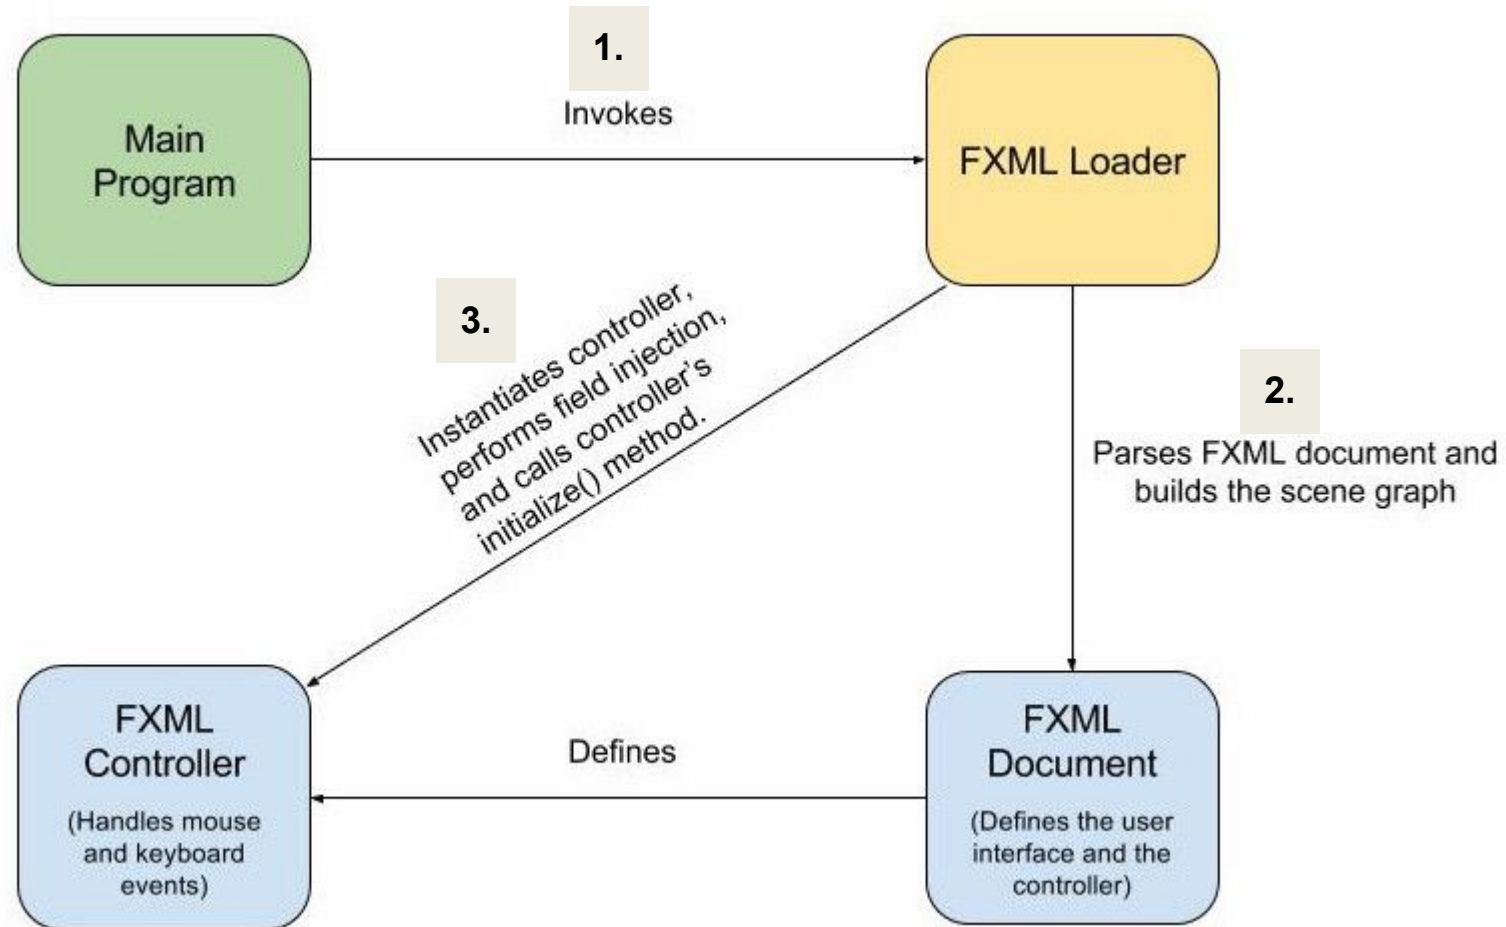 1.
Invokes
Main
Program
FXML Loader
3.
Instantiates controller,
performs field injection,
and calls controller's
initialize() method.
2.
Parses FXML document and
builds the scene graph
FXML
Controller
(Handles mouse
and keyboard
events)
Defines
FXML
Document
(Defines the user
interface and the
controller)